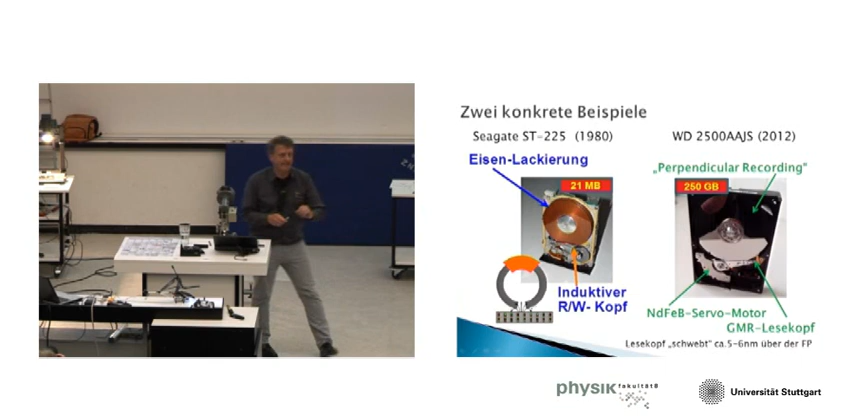 Zwei konkrete Beispiele
Seagate ST-225 (1980)
WD 2500AAJS (2012)
Eisen-Lackierung
„Perpendicular Recording"
21 MB
250 GB
Induktiver
R/W- Kopf
NdFeB-Servo-Motor
GMR-Lesekopf
Lesekopf „schwebt" ca.5-6nm über der FP
physik fakultät8
Universität Stuttgart